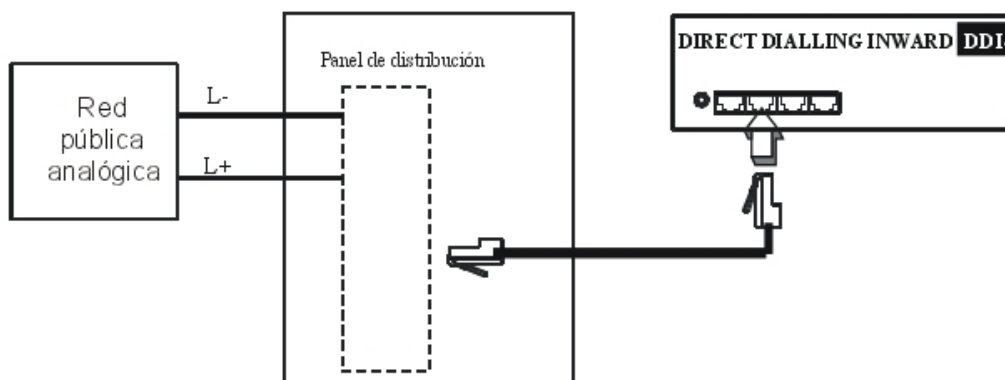 DIRECT DIALLING INWARD
Panel de distribución
L-
Red
pública
analógica
L+